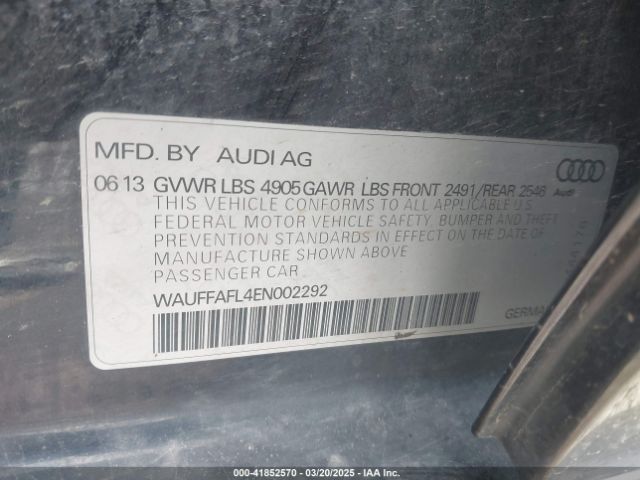 MFD. BY AUDI AG
06 13 GVWR LBS 4905 GAWR LBS FRONT 2491/REAR 2546
Audi
THIS VEHICLE CONFORMS TO ALL APPLICABLE U.S.
FEDERAL MOTOR VEHICLE SAFETY, BUMPER AND THEFT
PREVENTION STANDARDS IN EFFECT ON THE DATE OF
MANUFACTURE SHOWN ABOVE
PASSENGER CAR
WAUFFAFL4EN002292
000-41852570 - 03/20/2025 - IAA Inc.